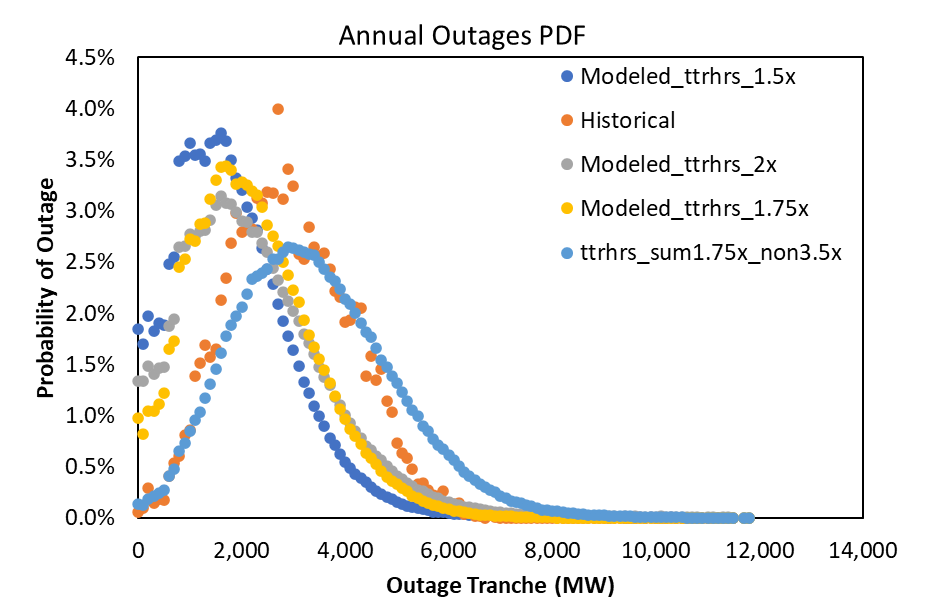 Annual Outages PDF
4.5%
4.0%
3.5%
3.0%
2.5%
2.0%
1.5%
1.0%
0.5%
0.0%
Probability of Outage
Modeled_ttrhrs_1.5x
Historical
Modeled_ttrhrs_2x
Modeled_ttrhrs_1.75x
ttrhrs_sum1.75x_non3.5x
0 2,000 4,000 6,000 8,000 10,000 12,000 14,000
Outage Tranche (MW)